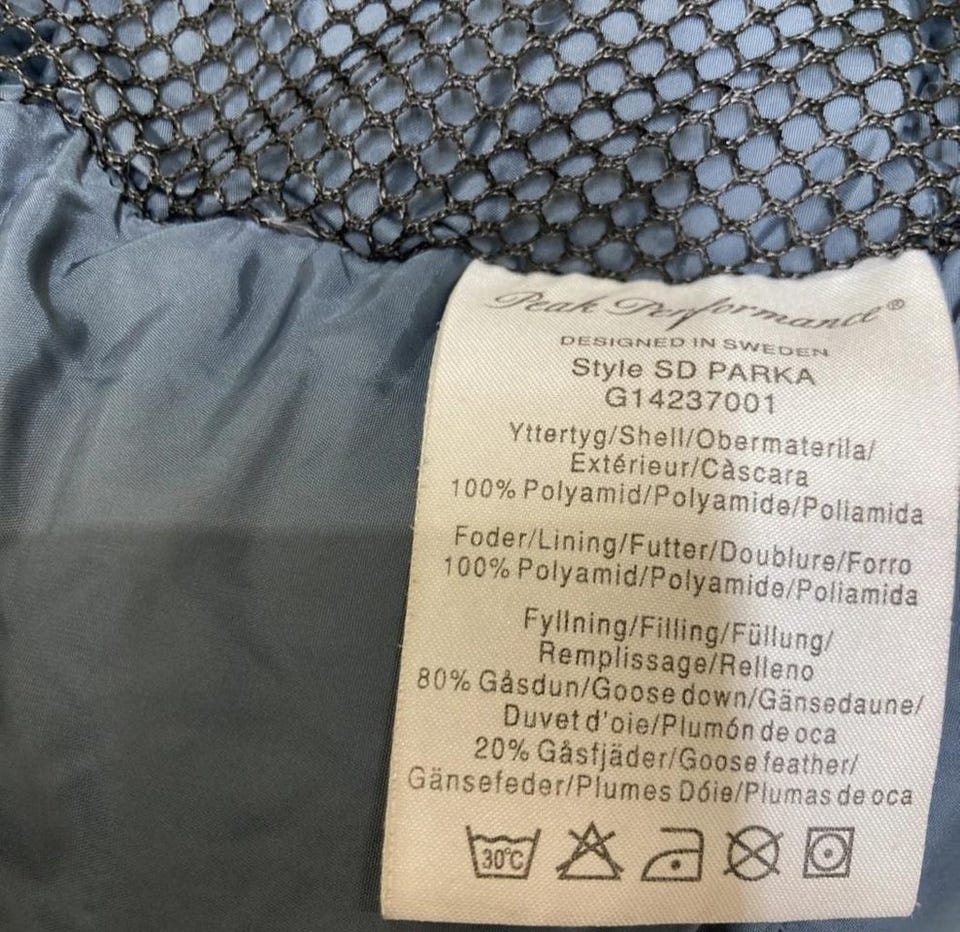 Peak Performance®
DESIGNED IN SWEDEN
Style SD PARKA
G14237001
Yttertyg/Shell/Obermaterila/
Extérieur/Càscara
100% Polyamid/Polyamide/Poliamida
Foder/Lining/Futter/Doublure/Forro
100% Polyamid/Polyamide/Poliamida
Fyllning/Filling/Füllung/
Remplissage/Relleno
80% Gåsdun/Goose down/Gänsedaune/
Duvet d'oie/Plumón de oca
20% Gåsfjäder/Goose feather/
Gänsefeder/Plumes Dóie/Plumas de oca
30°C